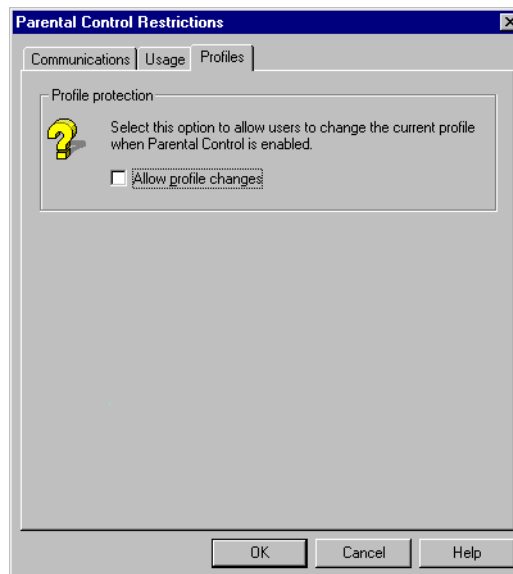 Parental Control Restrictions
Communications Usage Profiles
Profile protection
Select this option to allow users to change the current profile
when Parental Control is enabled.
Allow profile changes
OK Cancel Help